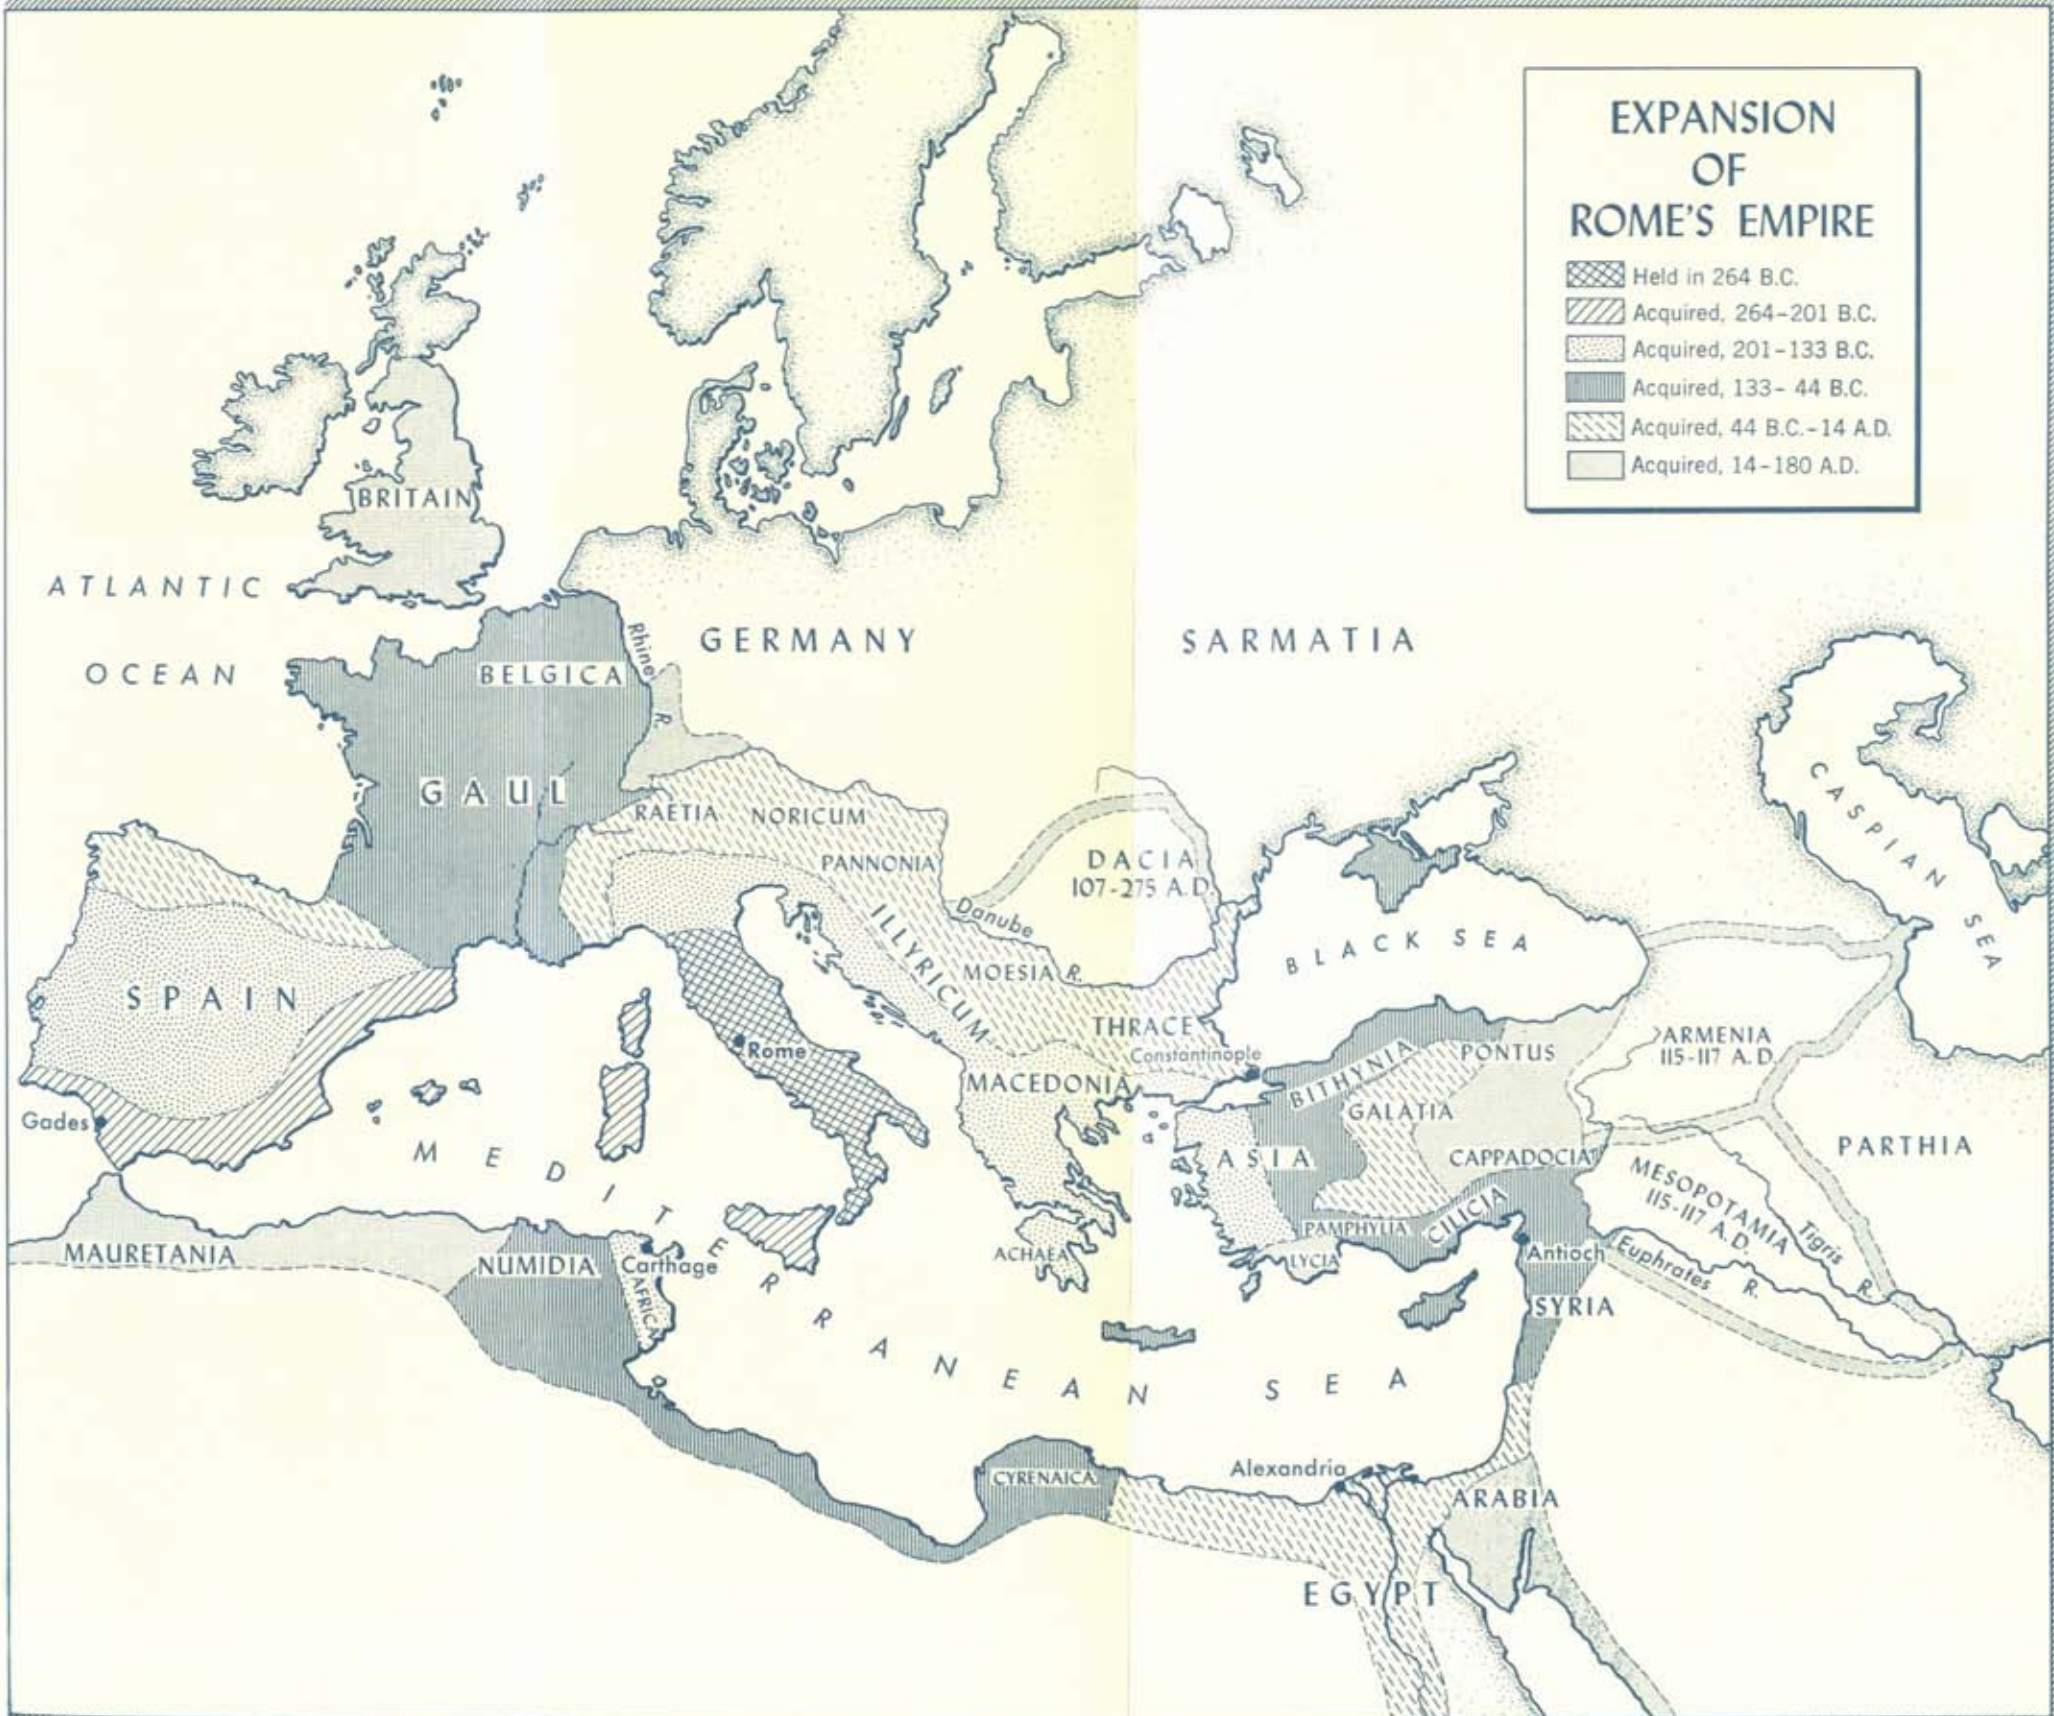 EXPANSION
OF
ROME'S EMPIRE
Held in 264 B.C.
Acquired, 264-201 B.C.
Acquired, 201-133 B.C.
Acquired, 133- 44 B.C.
Acquired, 44 B.C.-14 A.D.
Acquired, 14-180 A.D.
BRITAIN
ATLANTIC
OCEAN
GERMANY
SARMATIA
Rhine
R.
BELGICA
GAUL
CASPIAN SEA
RAETIA
NORICUM
PANNONIA
DACIA
107-275 A.D.
Danube
R.
ILLYRICUM
MOESIA
BLACK SEA
SPAIN
THRACE
Constantinople
Rome
MACEDONIA
BITHYNIA
PONTUS
ARMENIA
115-117 A.D.
GALATIA
Gades
ASIA
CAPPADOCIA
PARTHIA
MEDITERRANEAN SEA
MESOPOTAMIA
115-117
A.D.
Tigris
R.
PAMPHYLIA
CILICIA
LYCIA
ACHAEA
Antioch
Euphrates
R.
SYRIA
MAURETANIA
NUMIDIA
Carthage
AFRICA
CYRENAICA
Alexandria
ARABIA
EGYPT